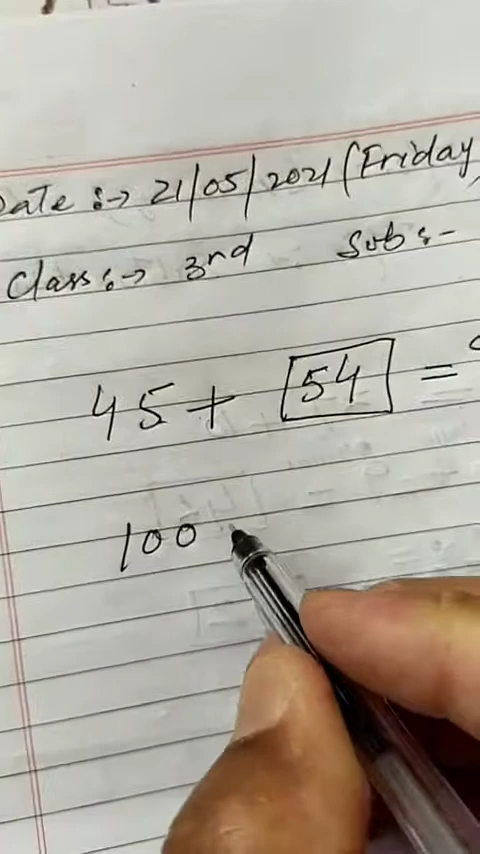 Date :-> 21/05/2021 (Friday)
Class :-> 3rd Sub :-
45 + 54 =
100